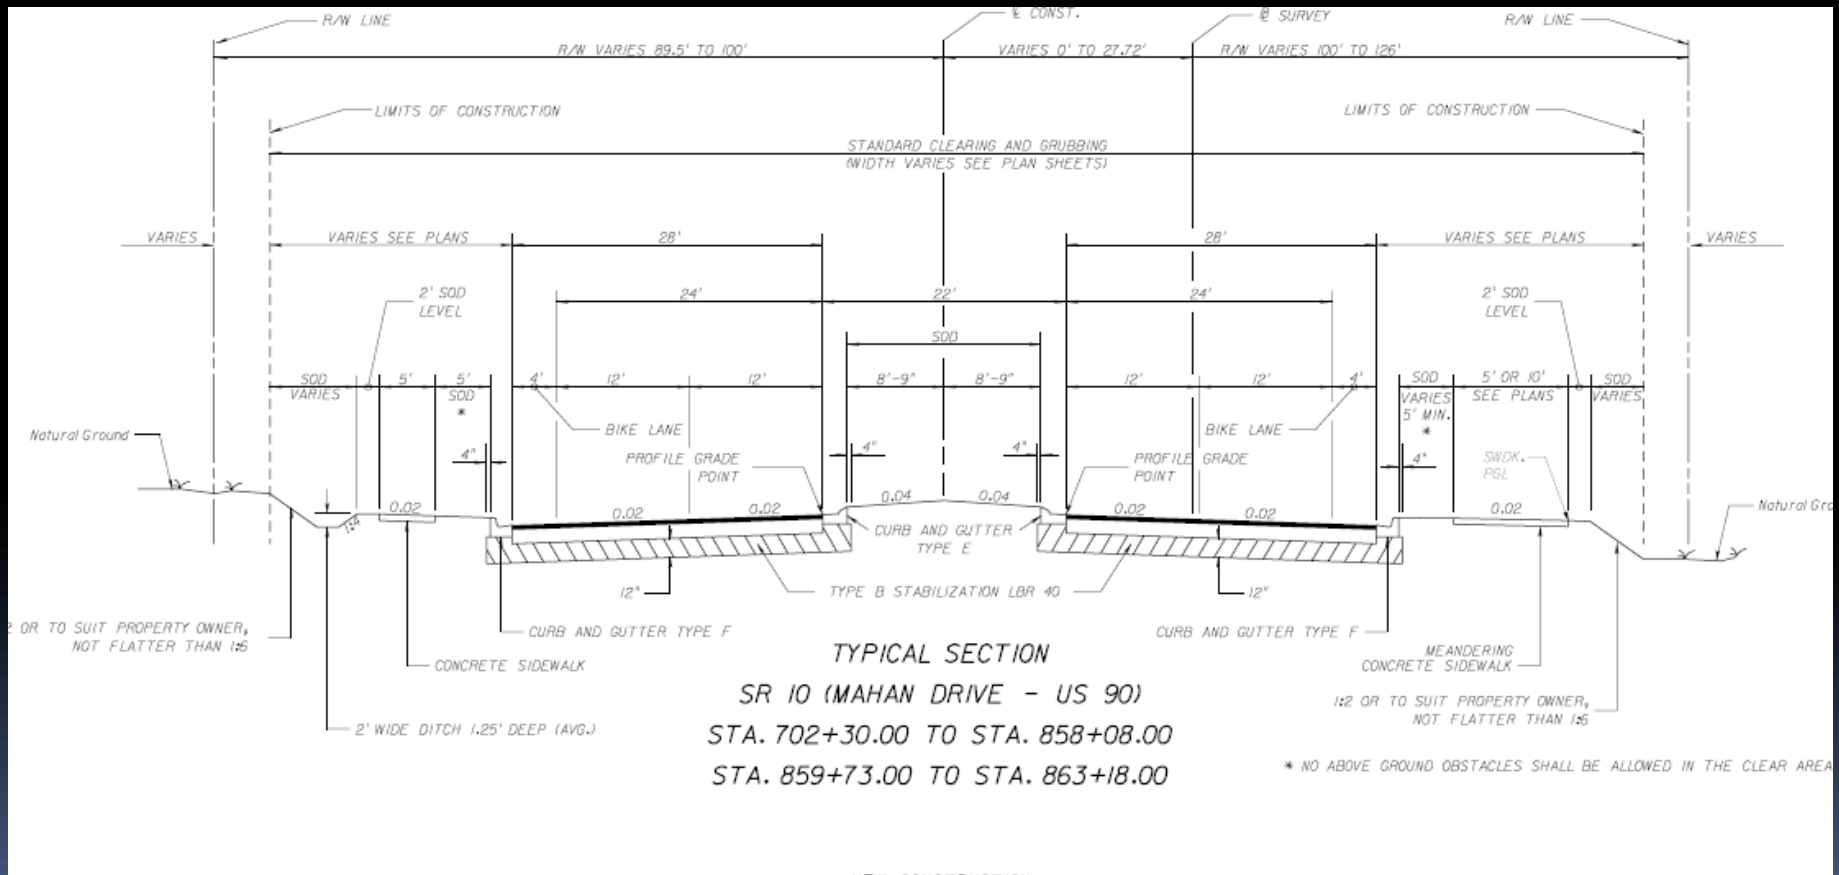 R/W LINE
℄ CONST.
SURVEY
R/W LINE
R/W VARIES 89.5' TO 100'
VARIES 0' TO 27.72'
R/W VARIES 100' TO 126'
LIMITS OF CONSTRUCTION
LIMITS OF CONSTRUCTION
STANDARD CLEARING AND GRUBBING
(WIDTH VARIES SEE PLAN SHEETS)
VARIES
VARIES SEE PLANS
28'
28'
VARIES SEE PLANS
VARIES
2' SOD
LEVEL
24'
22'
24'
2' SOD
LEVEL
SOD
SOD
VARIES
5'
5'
SOD
*
4'
12'
12'
8'-9"
8'-9"
12'
12'
4'
SOD
VARIES
5' MIN.
*
5' OR 10'
SEE PLANS
SOD
VARIES
Natural Ground
BIKE LANE
BIKE LANE
4"
4"
4"
4"
PROFILE GRADE
POINT
PROFILE GRADE
POINT
SWDK.
PGL
0.02
0.02
0.02
0.04
0.04
0.02
0.02
0.02
Natural Gro
1:4
CURB AND GUTTER
TYPE E
12"
TYPE B STABILIZATION LBR 40
12"
2 OR TO SUIT PROPERTY OWNER,
NOT FLATTER THAN 1:6
CURB AND GUTTER TYPE F
CURB AND GUTTER TYPE F
CONCRETE SIDEWALK
MEANDERING
CONCRETE SIDEWALK
1:2 OR TO SUIT PROPERTY OWNER,
NOT FLATTER THAN 1:6
2' WIDE DITCH 1.25' DEEP (AVG.)
TYPICAL SECTION
SR 10 (MAHAN DRIVE - US 90)
STA. 702+30.00 TO STA. 858+08.00
STA. 859+73.00 TO STA. 863+18.00
* NO ABOVE GROUND OBSTACLES SHALL BE ALLOWED IN THE CLEAR AREA